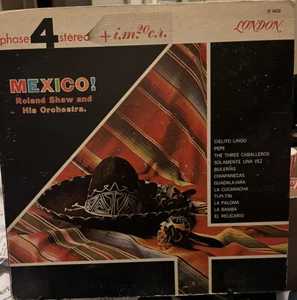 phase 4 stereo + i.m.20 c.r. LONDON
MEXICO!
Roland Shaw and
His Orchestra.
CIELITO LINDO
PEPE
THE THREE CABALLEROS
SOLAMENTE UNA VEZ
BULERÍAS
CHIAPANECAS
GUADALAJARA
LA CUCARACHA
TI-PI-TIN
LA PALOMA
LA BAMBA
EL RELICARIO